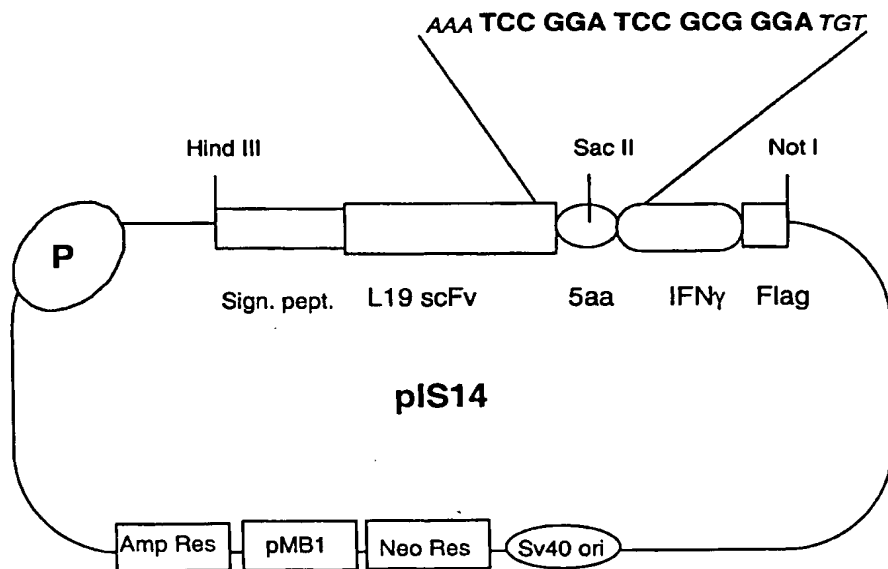 AAA TCC GGA TCC GCG GGA TGT
Hind III
Sac II
Not I
P
Sign. pept.
L19 scFv
5aa
IFNγ
Flag
pIS14
Amp Res
pMB1
Neo Res
Sv40 ori